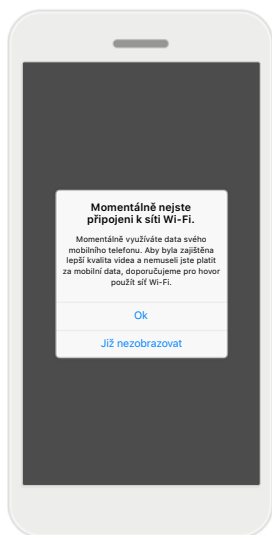 Momentálně nejste
připojeni k síti Wi-Fi.
Momentálně využíváte data svého
mobilního telefonu. Aby byla zajištěna
lepší kvalita videa a nemuseli jste platit
za mobilní data, doporučujeme pro hovor
použít síť Wi-Fi.
Ok
Již nezobrazovat